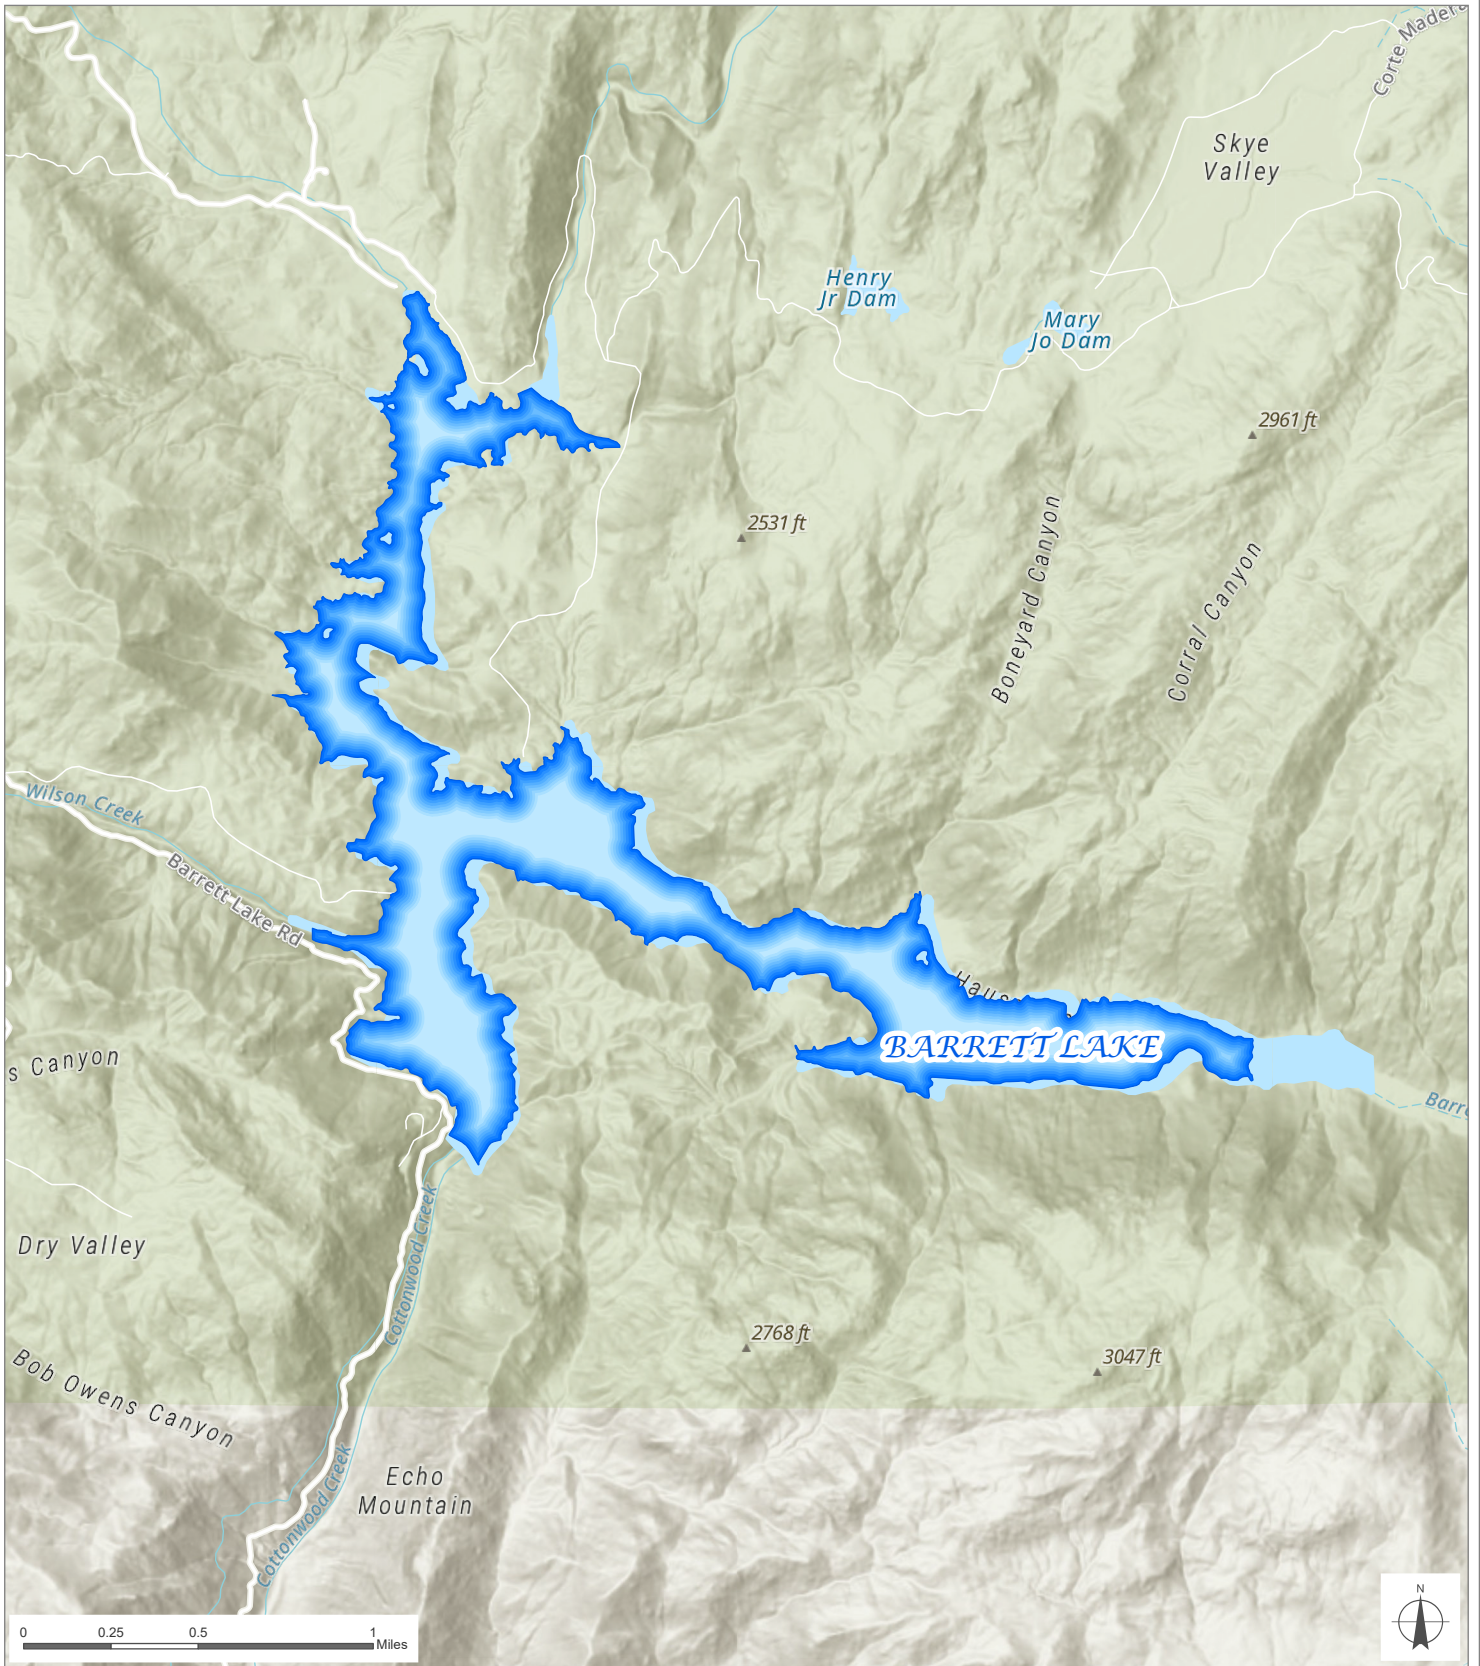 Corte Madera
Skye
Valley
Henry
Jr Dam
Mary
Jo Dam
2961 ft
2531 ft
Boneyard Canyon
Corral Canyon
Wilson Creek
Barrett Lake Rd
BARRETT LAKE
s Canyon
Dry Valley
Cottonwood Creek
2768 ft
3047 ft
Bob Owens Canyon
Echo
Mountain
Cottonwood Creek
N
0 0.25 0.5 1
Miles